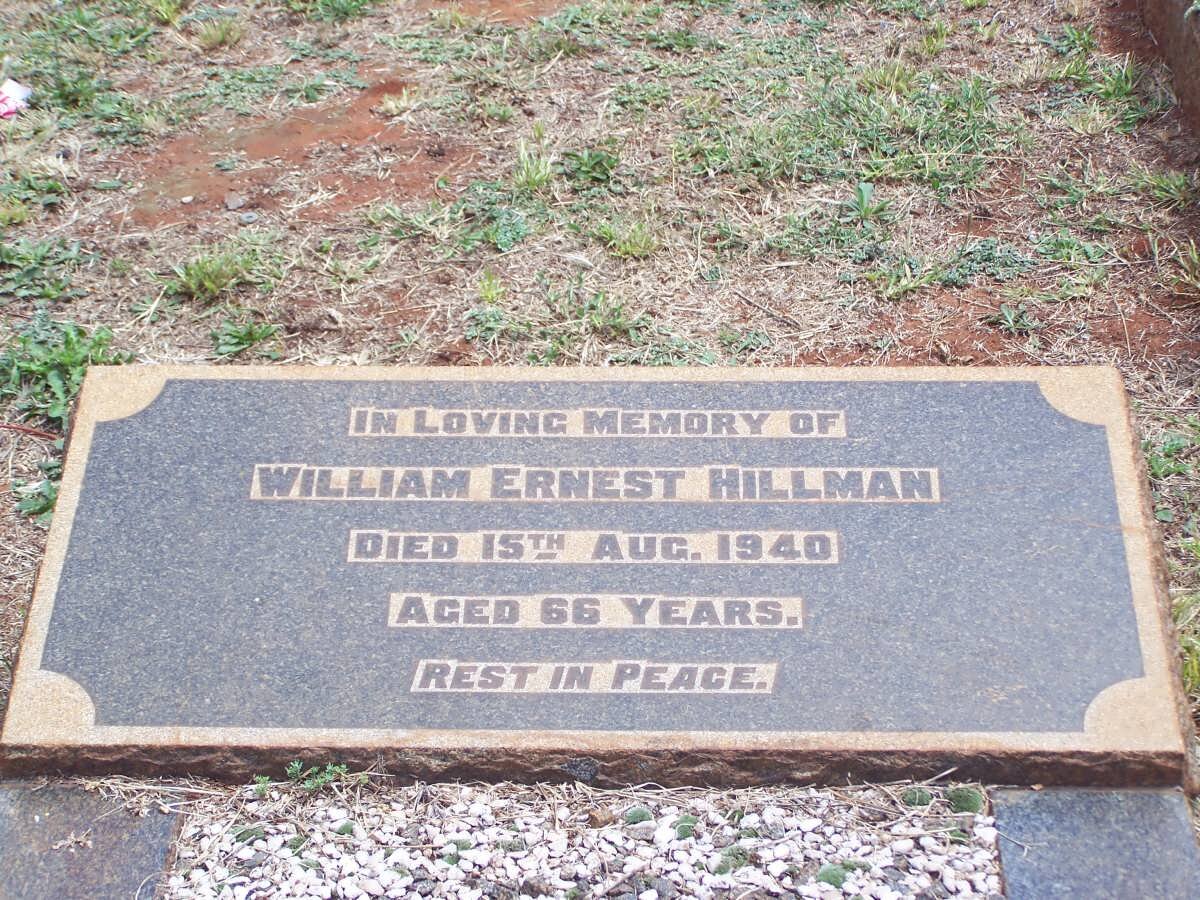 In Loving Memory of
William Ernest Hillman
Died 15th Aug. 1940
Aged 66 Years.
Rest in Peace.